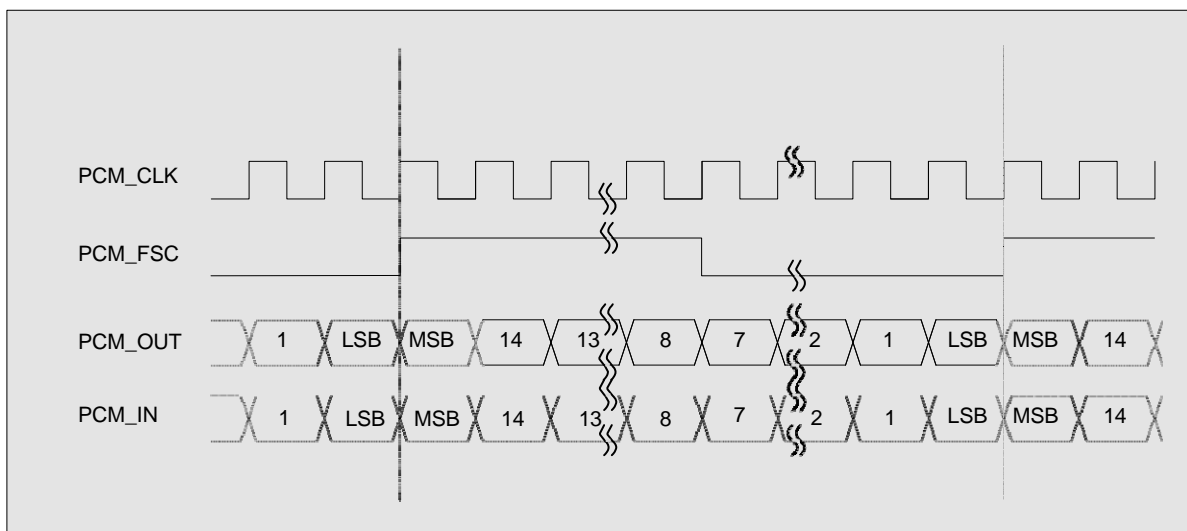 PCM_CLK
PCM_FSC
PCM_OUT 1 LSB MSB 14 13 8 7 2 1 LSB MSB 14
PCM_IN 1 LSB MSB 14 13 8 7 2 1 LSB MSB 14